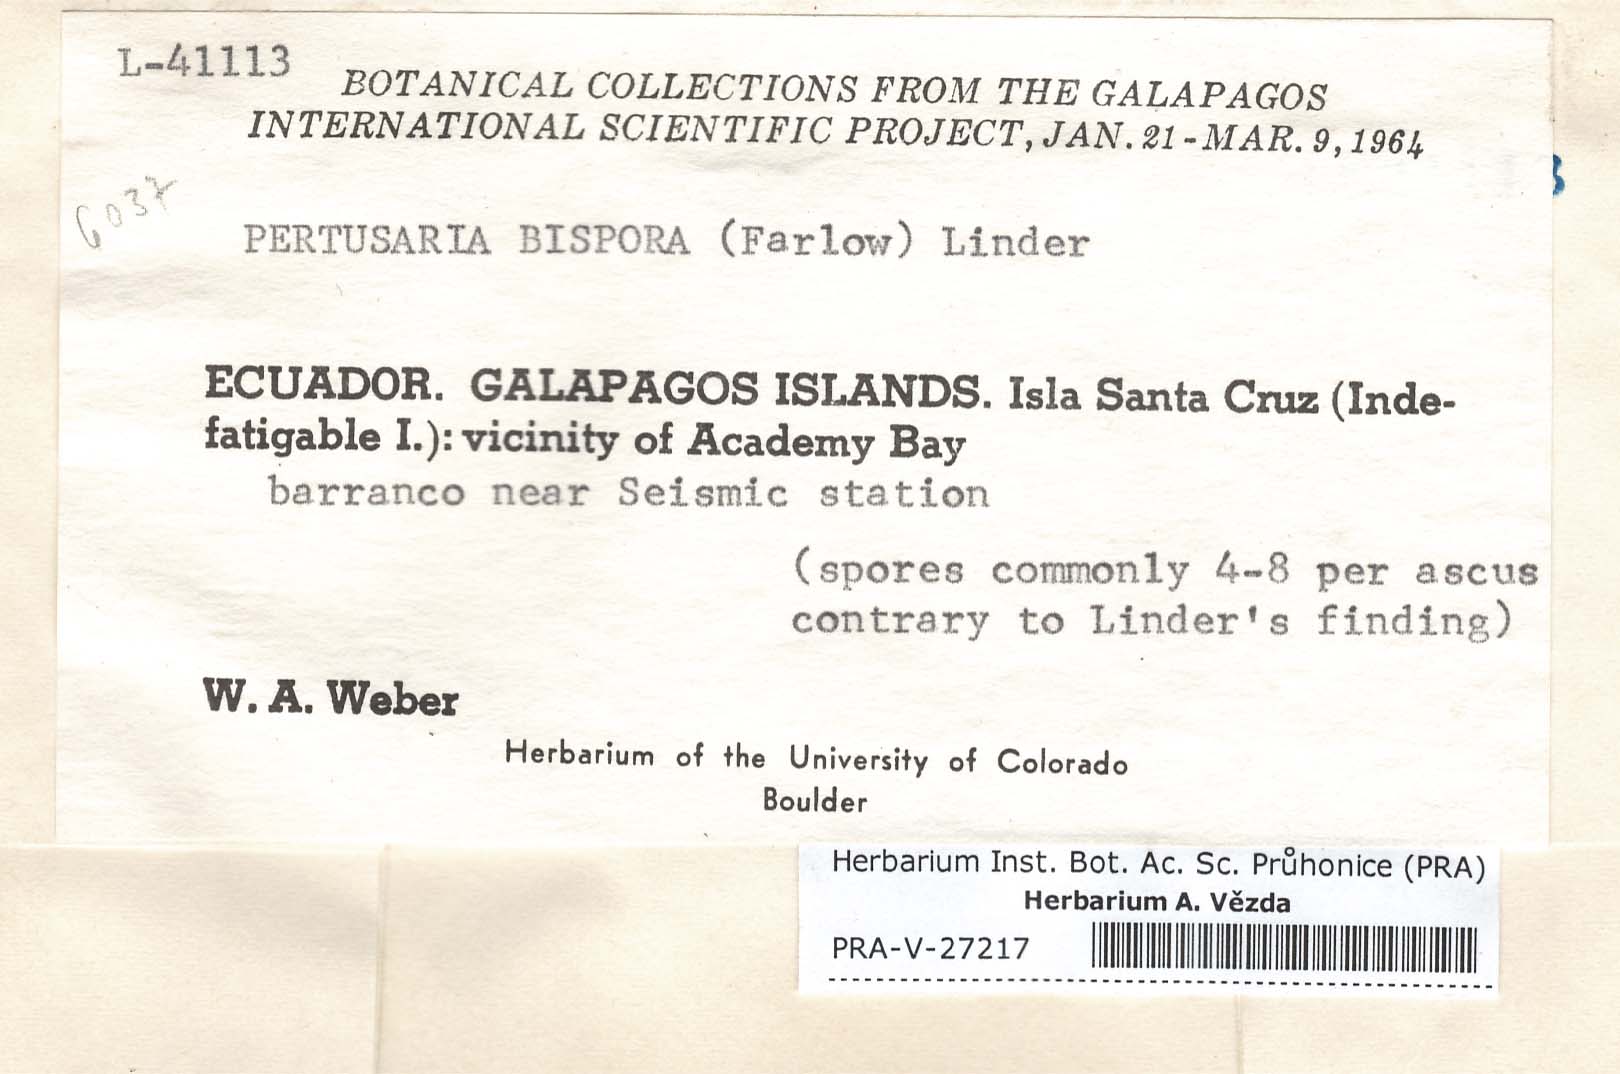 L-41113
BOTANICAL COLLECTIONS FROM THE GALAPAGOS
INTERNATIONAL SCIENTIFIC PROJECT, JAN. 21 - MAR. 9, 1964
6037
PERTUSARIA BISPORA (Farlow) Linder
ECUADOR. GALAPAGOS ISLANDS. Isla Santa Cruz (Inde-
fatigable I.): vicinity of Academy Bay
barranco near Seismic station
(spores commonly 4-8 per ascus
contrary to Linder's finding)
W. A. Weber
Herbarium of the University of Colorado
Boulder
Herbarium Inst. Bot. Ac. Sc. Průhonice (PRA)
Herbarium A. Vězda
PRA-V-27217